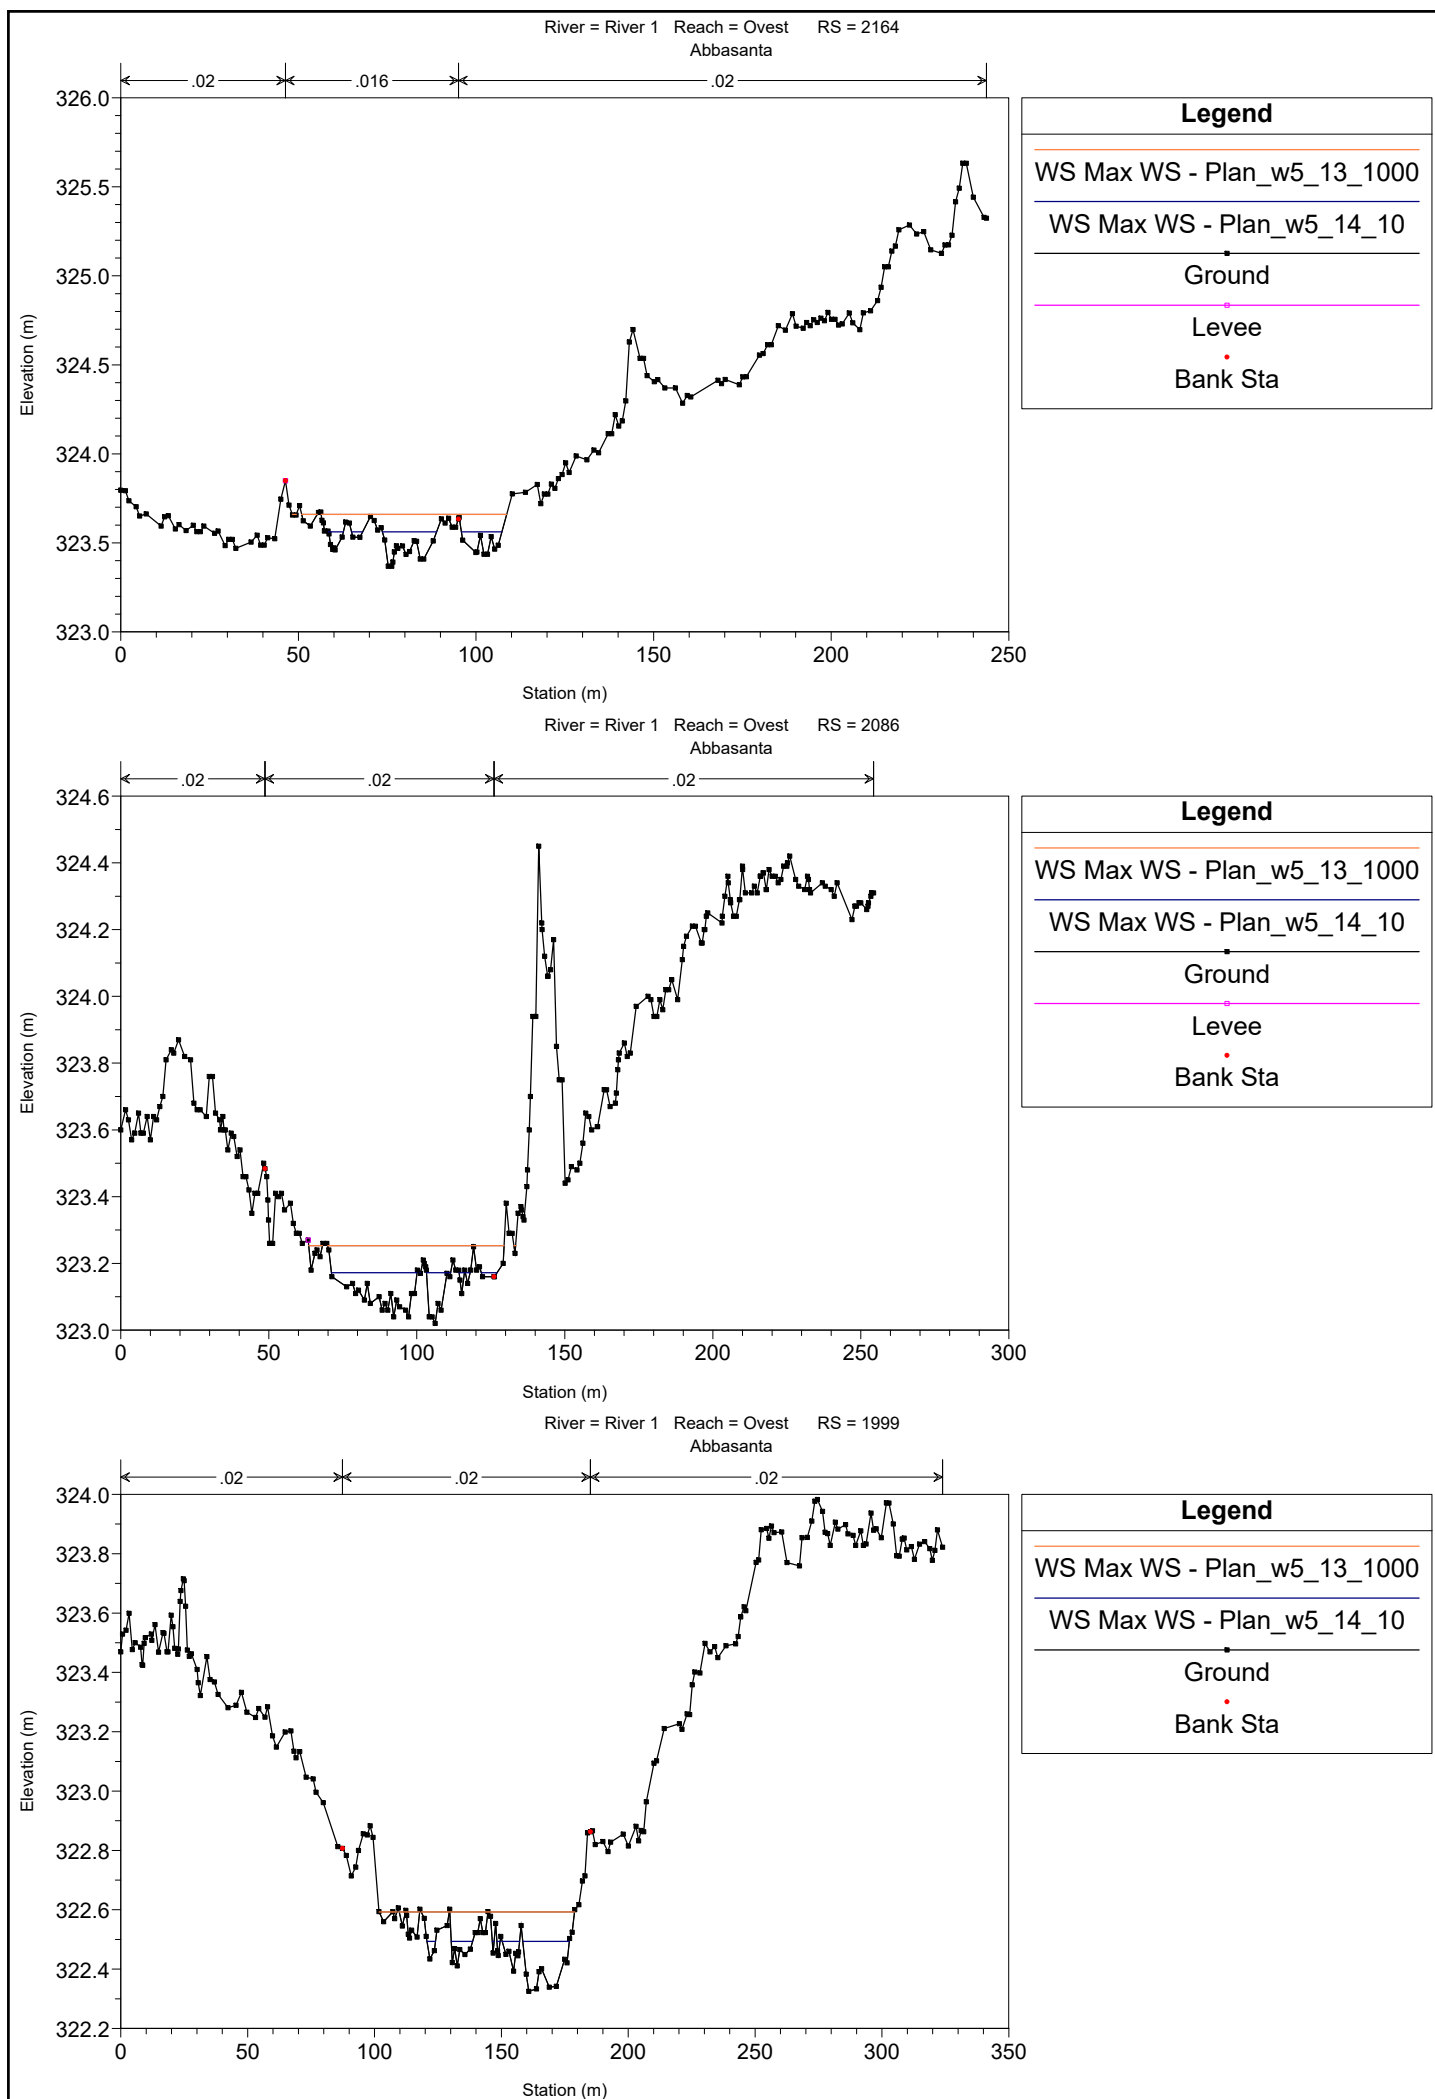 River = River 1   Reach = Ovest      RS = 2164
Abbasanta
.02   .016   .02
326.0
325.5
325.0
324.5
324.0
323.5
323.0
Elevation (m)
0   50   100   150   200   250
Station (m)
Legend
WS Max WS - Plan_w5_13_1000
WS Max WS - Plan_w5_14_10
Ground
Levee
Bank Sta
River = River 1   Reach = Ovest      RS = 2086
Abbasanta
.02   .02   .02
324.6
324.4
324.2
324.0
323.8
323.6
323.4
323.2
323.0
Elevation (m)
0   50   100   150   200   250   300
Station (m)
Legend
WS Max WS - Plan_w5_13_1000
WS Max WS - Plan_w5_14_10
Ground
Levee
Bank Sta
River = River 1   Reach = Ovest      RS = 1999
Abbasanta
.02   .02   .02
324.0
323.8
323.6
323.4
323.2
323.0
322.8
322.6
322.4
322.2
Elevation (m)
0   50   100   150   200   250   300   350
Station (m)
Legend
WS Max WS - Plan_w5_13_1000
WS Max WS - Plan_w5_14_10
Ground
Bank Sta